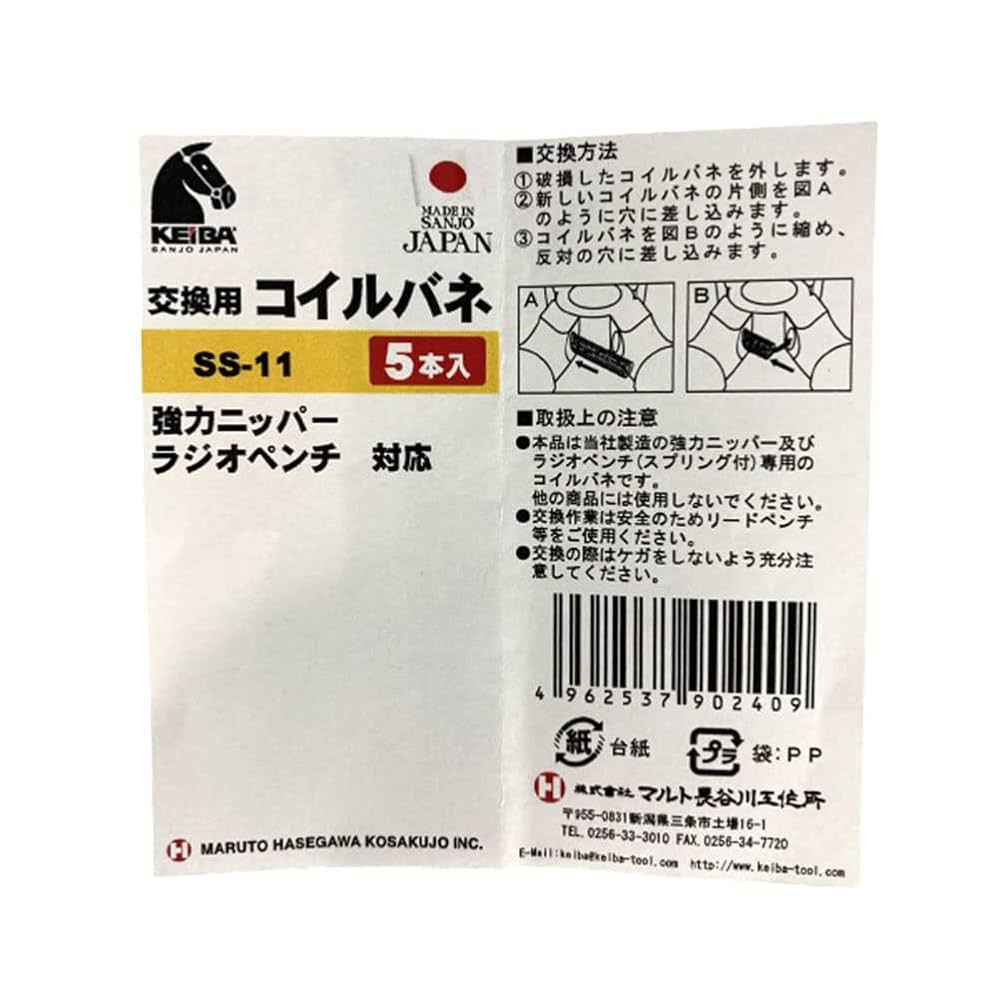 KEIBA
SANJO JAPAN
MADE IN
SANJO
JAPAN
交換用 コイルバネ
SS-11
5本入
強力ニッパー
ラジオペンチ 対応
MARUTO HASEGAWA KOSAKUJO INC.
■交換方法
①破損したコイルバネを外します。
②新しいコイルバネの片側を図A
のように穴に差し込みます。
③コイルバネを図Bのように縮め、
反対の穴に差し込みます。
A
B
■取扱上の注意
●本品は当社製造の強力ニッパー及び
ラジオペンチ(スプリング付)専用の
コイルバネです。
他の商品には使用しないでください。
●交換作業は安全のためリードペンチ
等をご使用ください。
●交換の際はケガをしないよう充分注
意してください。
4 962537 902409
紙 台紙
プラ 袋:PP
株式會社 マルト長谷川工作所
〒955-0831新潟県三条市土場16-1
TEL.0256-33-3010 FAX.0256-34-7720
E-Mail:keiba@keiba-tool.com http://www.keiba-tool.com